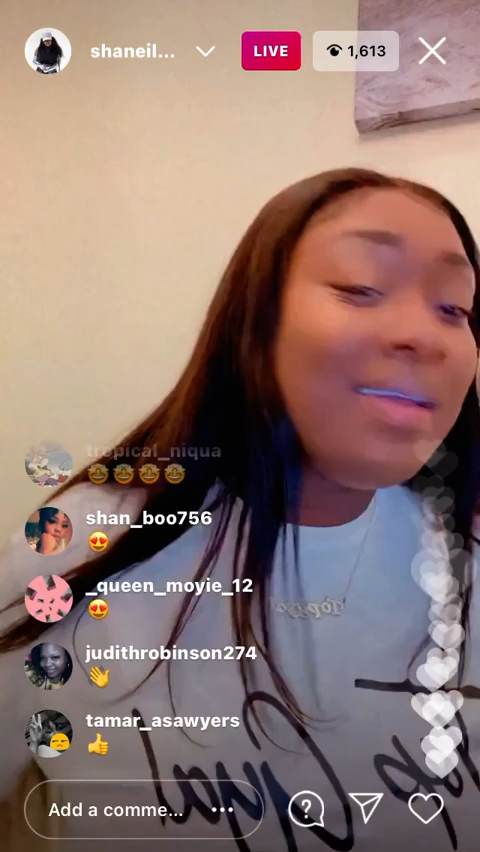 shaneil...
LIVE
1,613
tropical_niqua
shan_boo756
_queen_moyie_12
judithrobinson274
tamar_asawyers
Add a comme...